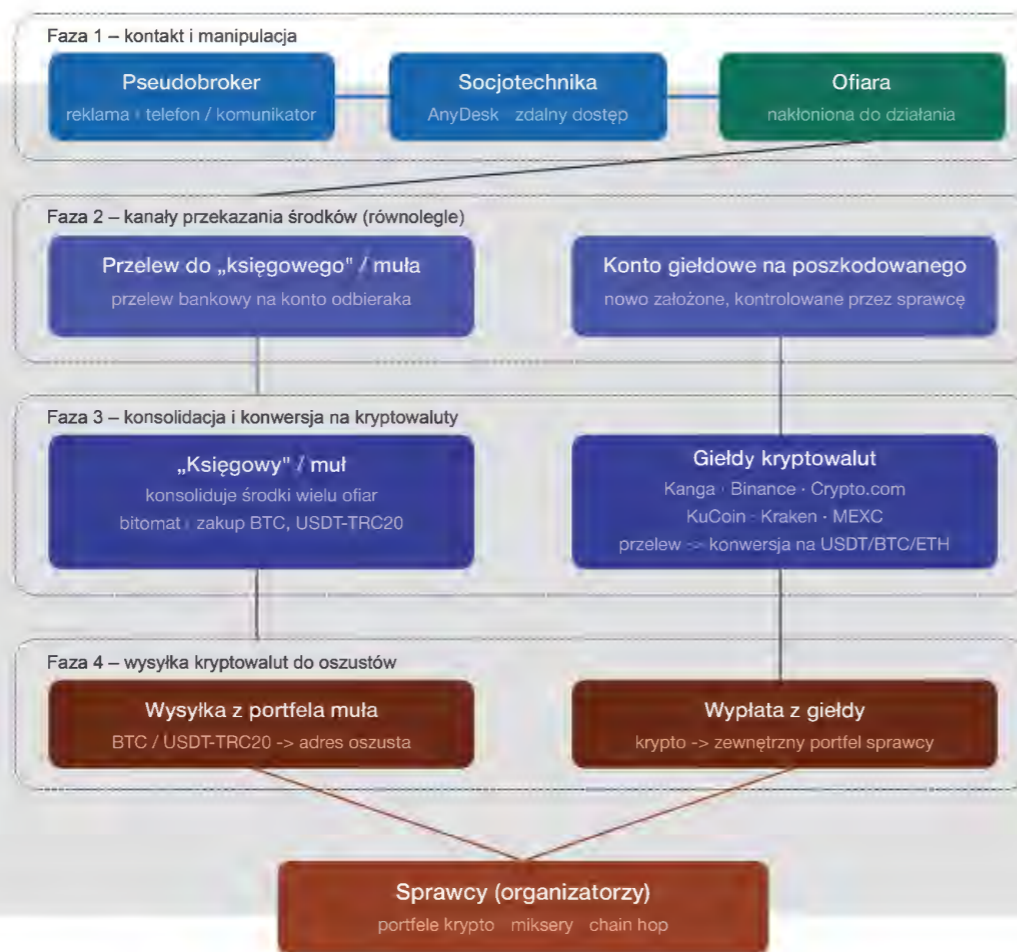 Faza 1 – kontakt i manipulacja
Pseudobroker
reklama · telefon / komunikator
Socjotechnika
AnyDesk · zdalny dostęp
Ofiara
nakłoniona do działania
Faza 2 – kanały przekazania środków (równolegle)
Przelew do „księgowego" / muła
przelew bankowy na konto odbieraka
Konto giełdowe na poszkodowanego
nowo założone, kontrolowane przez sprawcę
Faza 3 – konsolidacja i konwersja na kryptowaluty
„Księgowy" / muł
konsoliduje środki wielu ofiar
bitomat · zakup BTC, USDT-TRC20
Giełdy kryptowalut
Kanga · Binance · Crypto.com
KuCoin · Kraken · MEXC
przelew -> konwersja na USDT/BTC/ETH
Faza 4 – wysyłka kryptowalut do oszustów
Wysyłka z portfela muła
BTC / USDT-TRC20 -> adres oszusta
Wypłata z giełdy
krypto -> zewnętrzny portfel sprawcy
Sprawcy (organizatorzy)
portfele krypto · miksery · chain hop